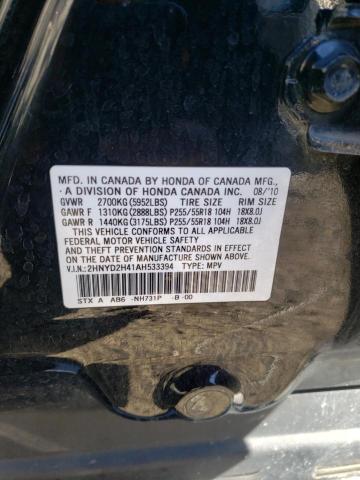 MFD. IN CANADA BY HONDA OF CANADA MFG.,
A DIVISION OF HONDA CANADA INC. 08/'10
GVWR 2700KG(5952LBS) TIRE SIZE RIM SIZE
GAWR F 1310KG(2888LBS) P255/55R18 104H 18X8.0J
GAWR R 1440KG(3175LBS) P255/55R18 104H 18X8.0J
THIS VEHICLE CONFORMS TO ALL APPLICABLE
FEDERAL MOTOR VEHICLE SAFETY, BUMPER,
AND THEFT PREVENTION STANDARDS IN EFFECT
ON THE DATE OF MANUFACTURE SHOWN ABOVE.
V.I.N.:2HNYD2H41AH533394 TYPE: MPV
STX A AB6 -NH731P -B -00